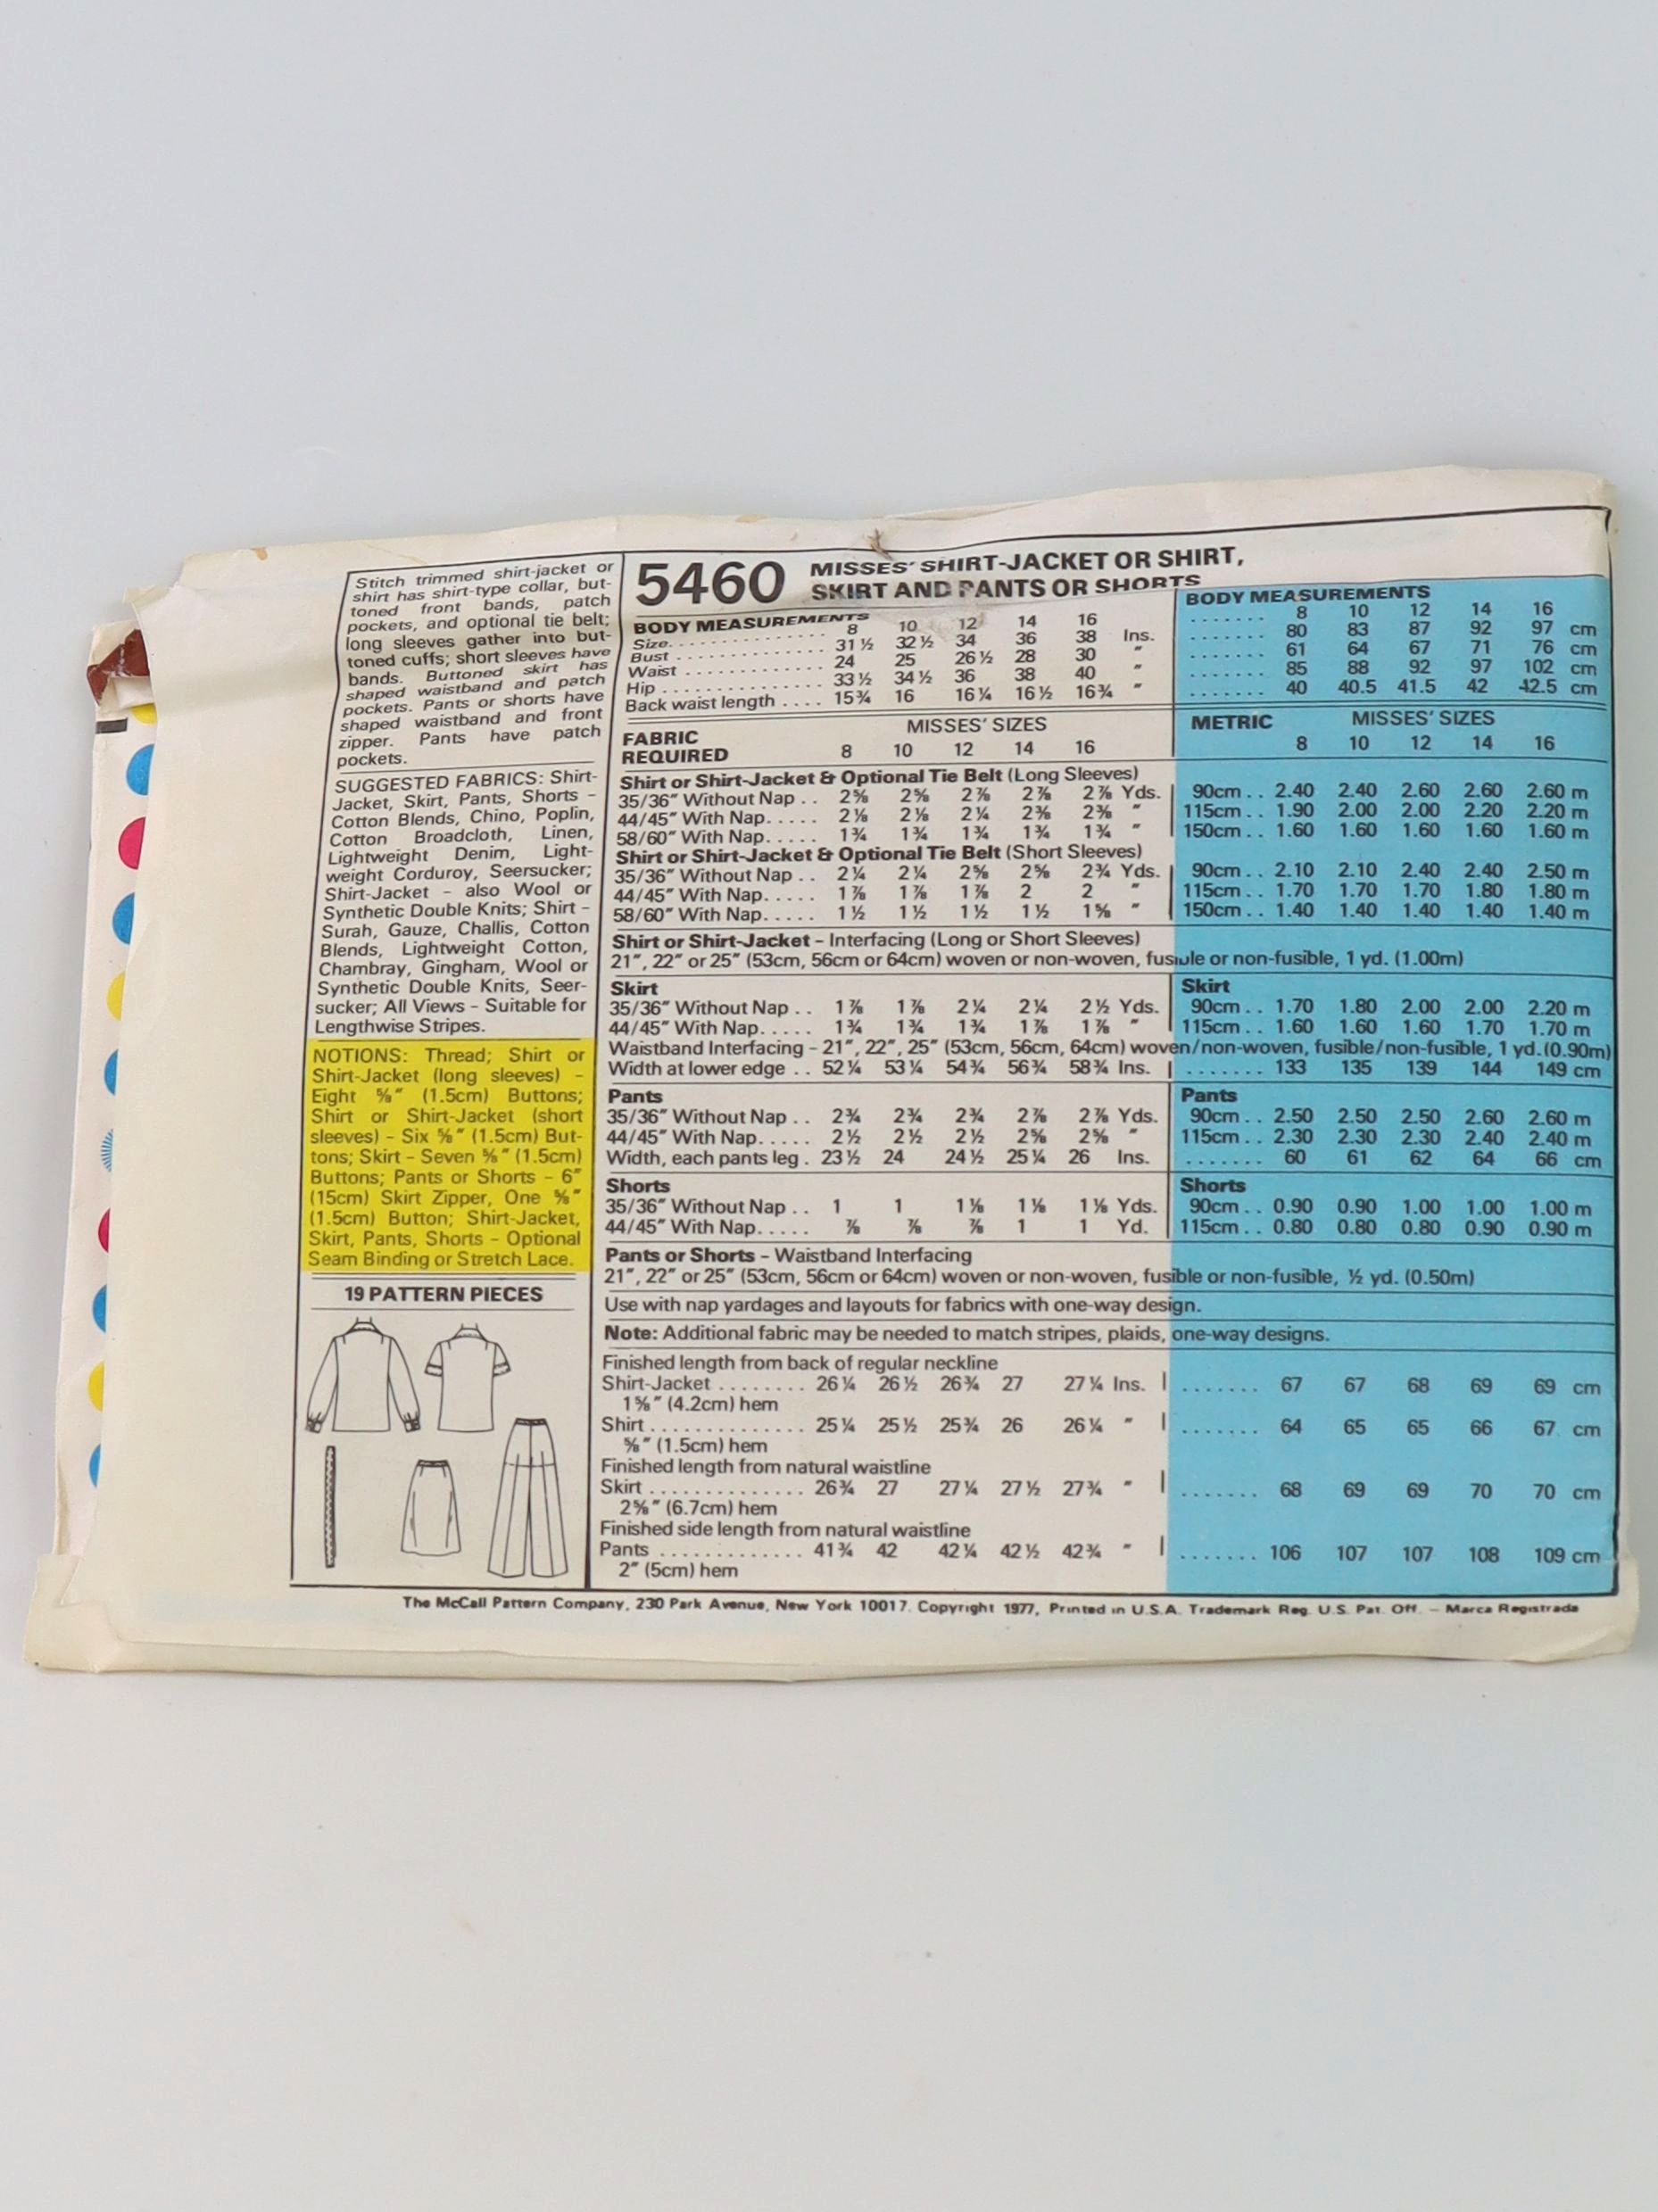 Stitch trimmed shirt-jacket or
shirt has shirt-type collar, but-
toned front bands, patch
pockets, and optional tie belt;
long sleeves gather into but-
toned cuffs; short sleeves have
bands. Buttoned skirt has
shaped waistband and patch
pockets. Pants or shorts have
shaped waistband and front
zipper. Pants have patch
pockets.
SUGGESTED FABRICS: Shirt-
Jacket, Skirt, Pants, Shorts –
Cotton Blends, Chino, Poplin,
Cotton Broadcloth, Linen,
Lightweight Denim, Light-
weight Corduroy, Seersucker;
Shirt-Jacket – also Wool or
Synthetic Double Knits; Shirt –
Surah, Gauze, Challis, Cotton
Blends, Lightweight Cotton,
Chambray, Gingham, Wool or
Synthetic Double Knits, Seer-
sucker; All Views – Suitable for
Lengthwise Stripes.
NOTIONS: Thread; Shirt or
Shirt-Jacket (long sleeves) –
Eight ⅝" (1.5cm) Buttons;
Shirt or Shirt-Jacket (short
sleeves) – Six ⅝" (1.5cm) But-
tons; Skirt – Seven ⅝" (1.5cm)
Buttons; Pants or Shorts – 6"
(15cm) Skirt Zipper, One ⅝"
(1.5cm) Button; Shirt-Jacket,
Skirt, Pants, Shorts – Optional
Seam Binding or Stretch Lace.
19 PATTERN PIECES
5460 MISSES' SHIRT-JACKET OR SHIRT,
SKIRT AND PANTS OR SHORTS
BODY MEASUREMENTS BODY MEASUREMENTS
Size. . . . 8 10 12 14 16 . . . . 8 10 12 14 16
Bust . . . . 31½ 32½ 34 36 38 Ins. . . . . 80 83 87 92 97 cm
Waist . . . . 24 25 26½ 28 30 " . . . . 61 64 67 71 76 cm
Hip . . . . 33½ 34½ 36 38 40 " . . . . 85 88 92 97 102 cm
Back waist length . . . . 15¾ 16 16¼ 16½ 16¾ " . . . . 40 40.5 41.5 42 42.5 cm
FABRIC MISSES' SIZES METRIC MISSES' SIZES
REQUIRED 8 10 12 14 16 8 10 12 14 16
Shirt or Shirt-Jacket & Optional Tie Belt (Long Sleeves)
35/36" Without Nap . . 2⅝ 2⅝ 2⅞ 2⅞ 2⅞ Yds. 90cm . . 2.40 2.40 2.60 2.60 2.60 m
44/45" With Nap. . . . . 2⅛ 2⅛ 2¼ 2⅜ 2⅜ " 115cm . . 1.90 2.00 2.00 2.20 2.20 m
58/60" With Nap. . . . . 1¾ 1¾ 1¾ 1¾ 1¾ " 150cm . . 1.60 1.60 1.60 1.60 1.60 m
Shirt or Shirt-Jacket & Optional Tie Belt (Short Sleeves)
35/36" Without Nap . . 2¼ 2¼ 2⅝ 2⅝ 2¾ Yds. 90cm . . 2.10 2.10 2.40 2.40 2.50 m
44/45" With Nap. . . . . 1⅞ 1⅞ 1⅞ 2 2 " 115cm . . 1.70 1.70 1.70 1.80 1.80 m
58/60" With Nap. . . . . 1½ 1½ 1½ 1½ 1⅝ " 150cm . . 1.40 1.40 1.40 1.40 1.40 m
Shirt or Shirt-Jacket – Interfacing (Long or Short Sleeves)
21", 22" or 25" (53cm, 56cm or 64cm) woven or non-woven, fusible or non-fusible, 1 yd. (1.00m)
Skirt Skirt
35/36" Without Nap . . 1⅞ 1⅞ 2¼ 2¼ 2½ Yds. 90cm . . 1.70 1.80 2.00 2.00 2.20 m
44/45" With Nap. . . . . 1¾ 1¾ 1¾ 1⅞ 1⅞ " 115cm . . 1.60 1.60 1.60 1.70 1.70 m
Waistband Interfacing – 21", 22", 25" (53cm, 56cm, 64cm) woven/non-woven, fusible/non-fusible, 1 yd. (0.90m)
Width at lower edge . . 52¼ 53¼ 54¾ 56¾ 58¾ Ins. . . . . . . . 133 135 139 144 149 cm
Pants Pants
35/36" Without Nap . . 2¾ 2¾ 2¾ 2⅞ 2⅞ Yds. 90cm . . 2.50 2.50 2.50 2.60 2.60 m
44/45" With Nap. . . . . 2½ 2½ 2½ 2⅝ 2⅝ " 115cm . . 2.30 2.30 2.30 2.40 2.40 m
Width, each pants leg . 23½ 24 24½ 25¼ 26 Ins. . . . . . . . 60 61 62 64 66 cm
Shorts Shorts
35/36" Without Nap . . 1 1 1⅛ 1⅛ 1⅛ Yds. 90cm . . 0.90 0.90 1.00 1.00 1.00 m
44/45" With Nap. . . . . ⅞ ⅞ ⅞ 1 1 Yd. 115cm . . 0.80 0.80 0.80 0.90 0.90 m
Pants or Shorts – Waistband Interfacing
21", 22" or 25" (53cm, 56cm or 64cm) woven or non-woven, fusible or non-fusible, ½ yd. (0.50m)
Use with nap yardages and layouts for fabrics with one-way design.
Note: Additional fabric may be needed to match stripes, plaids, one-way designs.
Finished length from back of regular neckline
Shirt-Jacket . . . . . . . . 26¼ 26½ 26¾ 27 27¼ Ins. . . . . . . . 67 67 68 69 69 cm
1⅝" (4.2cm) hem
Shirt . . . . . . . . . . . . . . 25¼ 25½ 25¾ 26 26¼ " . . . . . . . 64 65 65 66 67 cm
⅝" (1.5cm) hem
Finished length from natural waistline
Skirt . . . . . . . . . . . . . . 26¾ 27 27¼ 27½ 27¾ " . . . . . . . 68 69 69 70 70 cm
2⅝" (6.7cm) hem
Finished side length from natural waistline
Pants . . . . . . . . . . . . . 41¾ 42 42¼ 42½ 42¾ " . . . . . . . 106 107 107 108 109 cm
2" (5cm) hem
The McCall Pattern Company, 230 Park Avenue, New York 10017. Copyright 1977, Printed in U.S.A. Trademark Reg. U.S. Pat. Off. – Marca Registrada